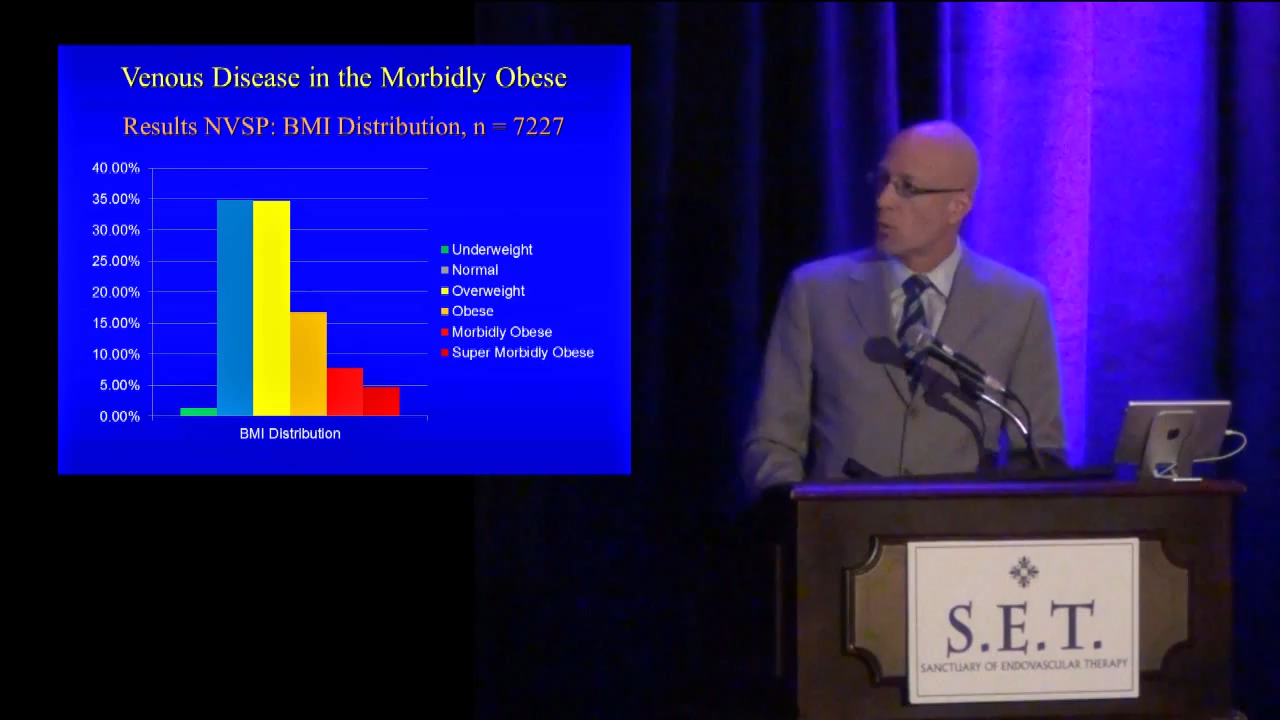 Venous Disease in the Morbidly Obese
Results NVSP: BMI Distribution, n = 7227
40.00%
35.00%
30.00%
25.00%
20.00%
15.00%
10.00%
5.00%
0.00%
BMI Distribution
Underweight
Normal
Overweight
Obese
Morbidly Obese
Super Morbidly Obese
S.E.T.
SANCTUARY OF ENDOVASCULAR THERAPY